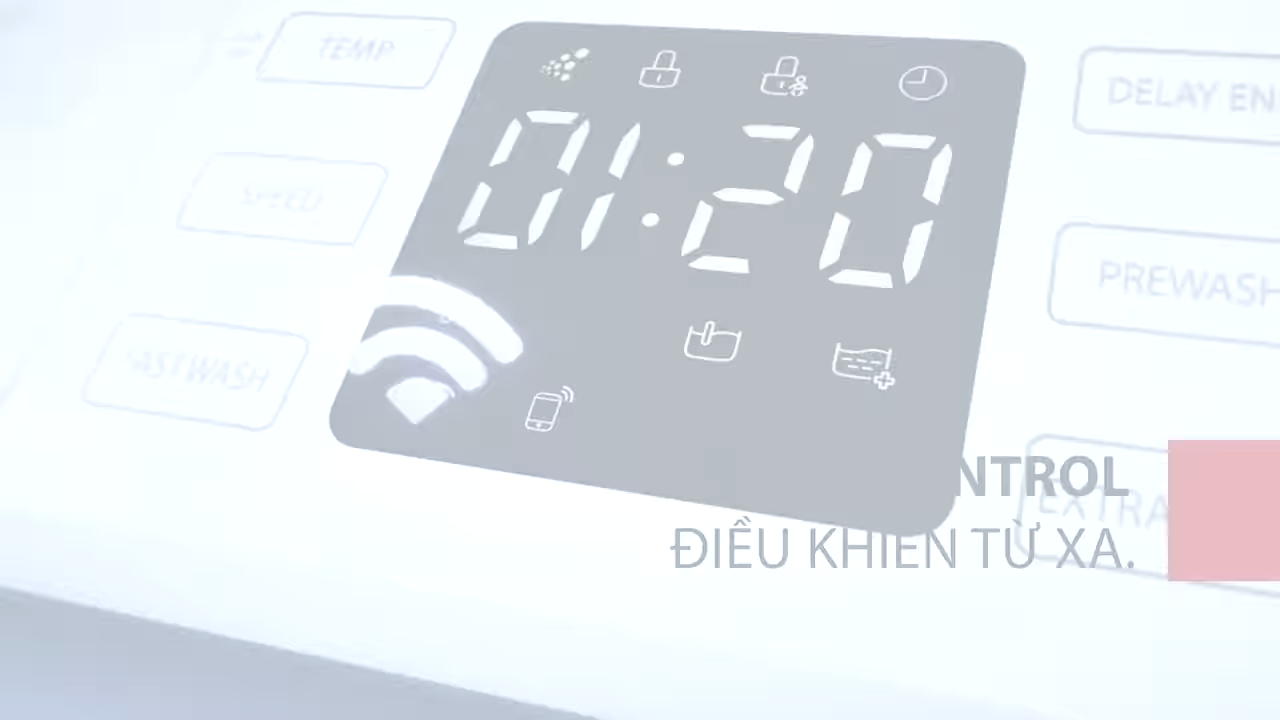 TEMP
01:20
DELAY EN
SPEED
PREWASH
FASTWASH
NTROL
EXTRA
ĐIỀU KHIỂN TỪ XA.